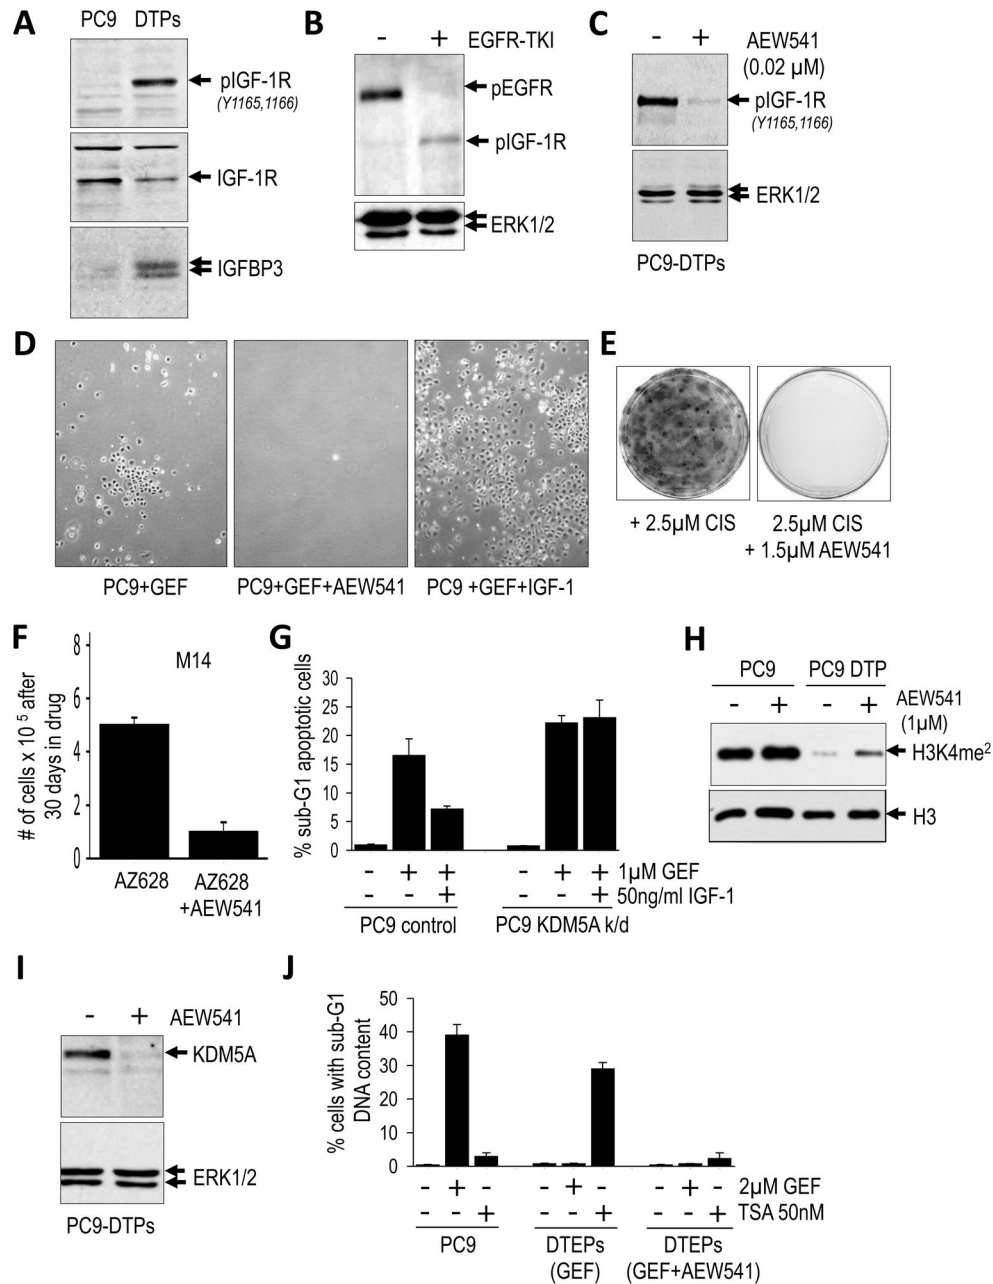 A
PC9 DTPs
pIGF-1R
(Y1165,1166)
IGF-1R
IGFBP3
B
- + EGFR-TKI
pEGFR
pIGF-1R
ERK1/2
C
- + AEW541
(0.02 µM)
pIGF-1R
(Y1165,1166)
ERK1/2
PC9-DTPs
D
PC9+GEF
PC9+GEF+AEW541
PC9 +GEF+IGF-1
E
+ 2.5µM CIS
2.5µM CIS
+ 1.5µM AEW541
F
# of cells x 10 5 after
30 days in drug
8
6
4
2
0
M14
AZ628
AZ628
+AEW541
G
% sub-G1 apoptotic cells
30
25
20
15
10
5
0
- + + - + + 1µM GEF
- - + - - + 50ng/ml IGF-1
PC9 control
PC9 KDM5A k/d
H
PC9 PC9 DTP
- + - + AEW541
(1µM)
H3K4me2
H3
I
- + AEW541
KDM5A
ERK1/2
PC9-DTPs
J
% cells with sub-G1
DNA content
50
40
30
20
10
0
- + - - + - - + - 2µM GEF
- - + - - + - - + TSA 50nM
PC9
DTEPs
(GEF)
DTEPs
(GEF+AEW541)